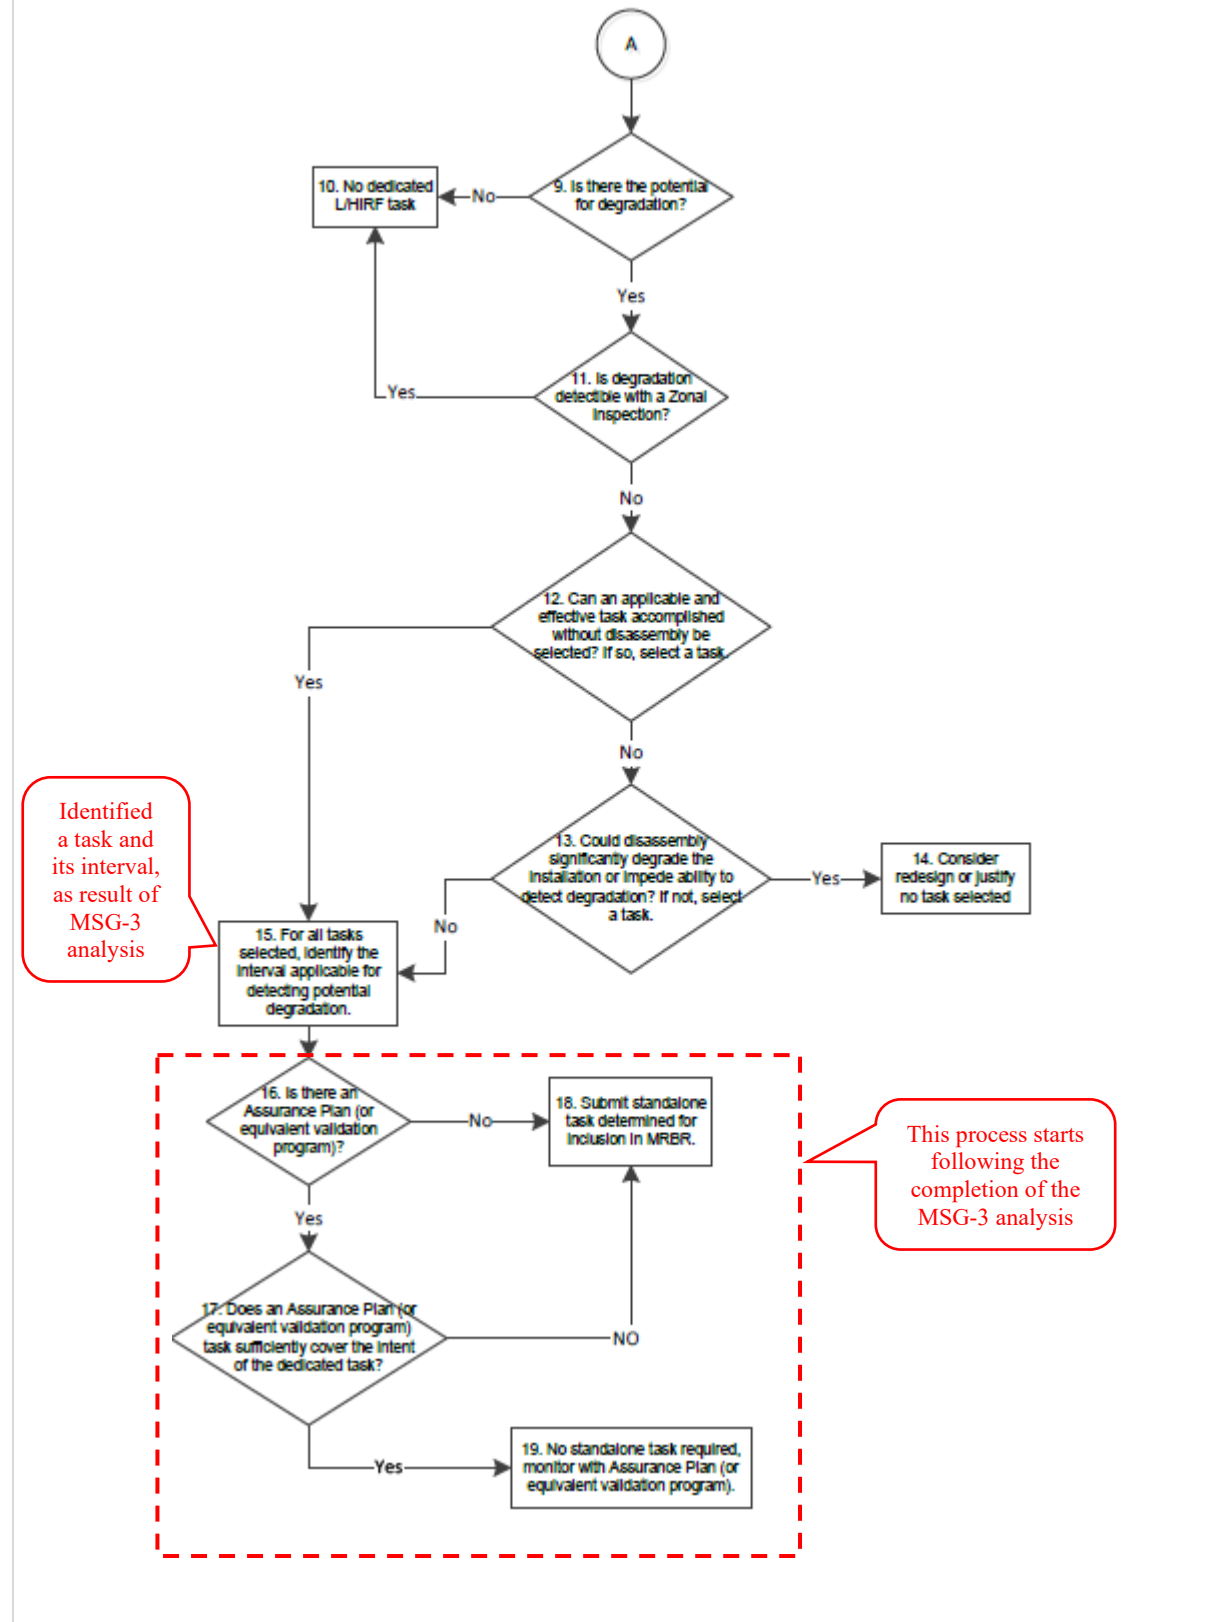 A
9. Is there the potential
for degradation?
No
10. No dedicated
L/HIRF task
Yes
11. Is degradation
detectible with a Zonal
Inspection?
Yes
No
12. Can an applicable and
effective task accomplished
without disassembly be
selected? If so, select a task.
Yes
No
13. Could disassembly
significantly degrade the
installation or impede ability to
detect degradation? If not, select
a task.
Yes
14. Consider
redesign or justify
no task selected
No
Identified
a task and
its interval,
as result of
MSG-3
analysis
15. For all tasks
selected, identify the
interval applicable for
detecting potential
degradation.
16. Is there an
Assurance Plan (or
equivalent validation
program)?
No
18. Submit standalone
task determined for
inclusion in MRBR.
This process starts
following the
completion of the
MSG-3 analysis
Yes
17. Does an Assurance Plan (or
equivalent validation program)
task sufficiently cover the intent
of the dedicated task?
NO
Yes
19. No standalone task required,
monitor with Assurance Plan (or
equivalent validation program).